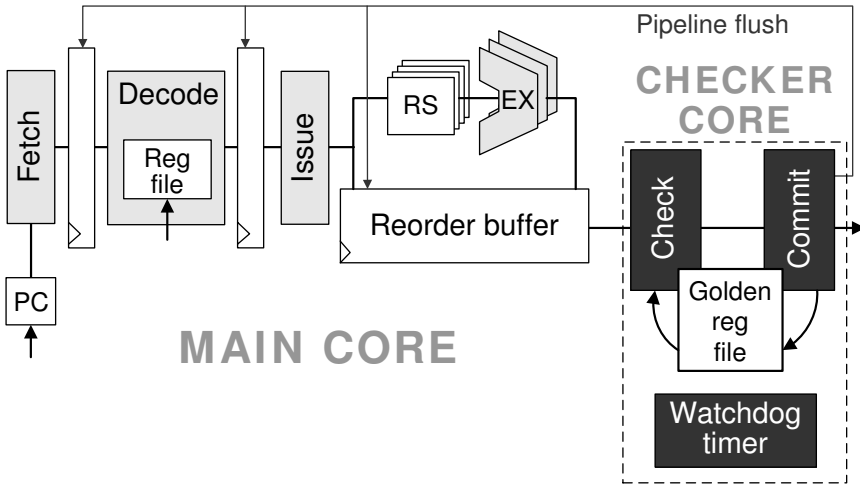 Pipeline flush
CHECKER
CORE
Fetch
Decode
Reg
file
Issue
RS
EX
Reorder buffer
Check
Commit
PC
Golden
reg
file
MAIN CORE
Watchdog
timer